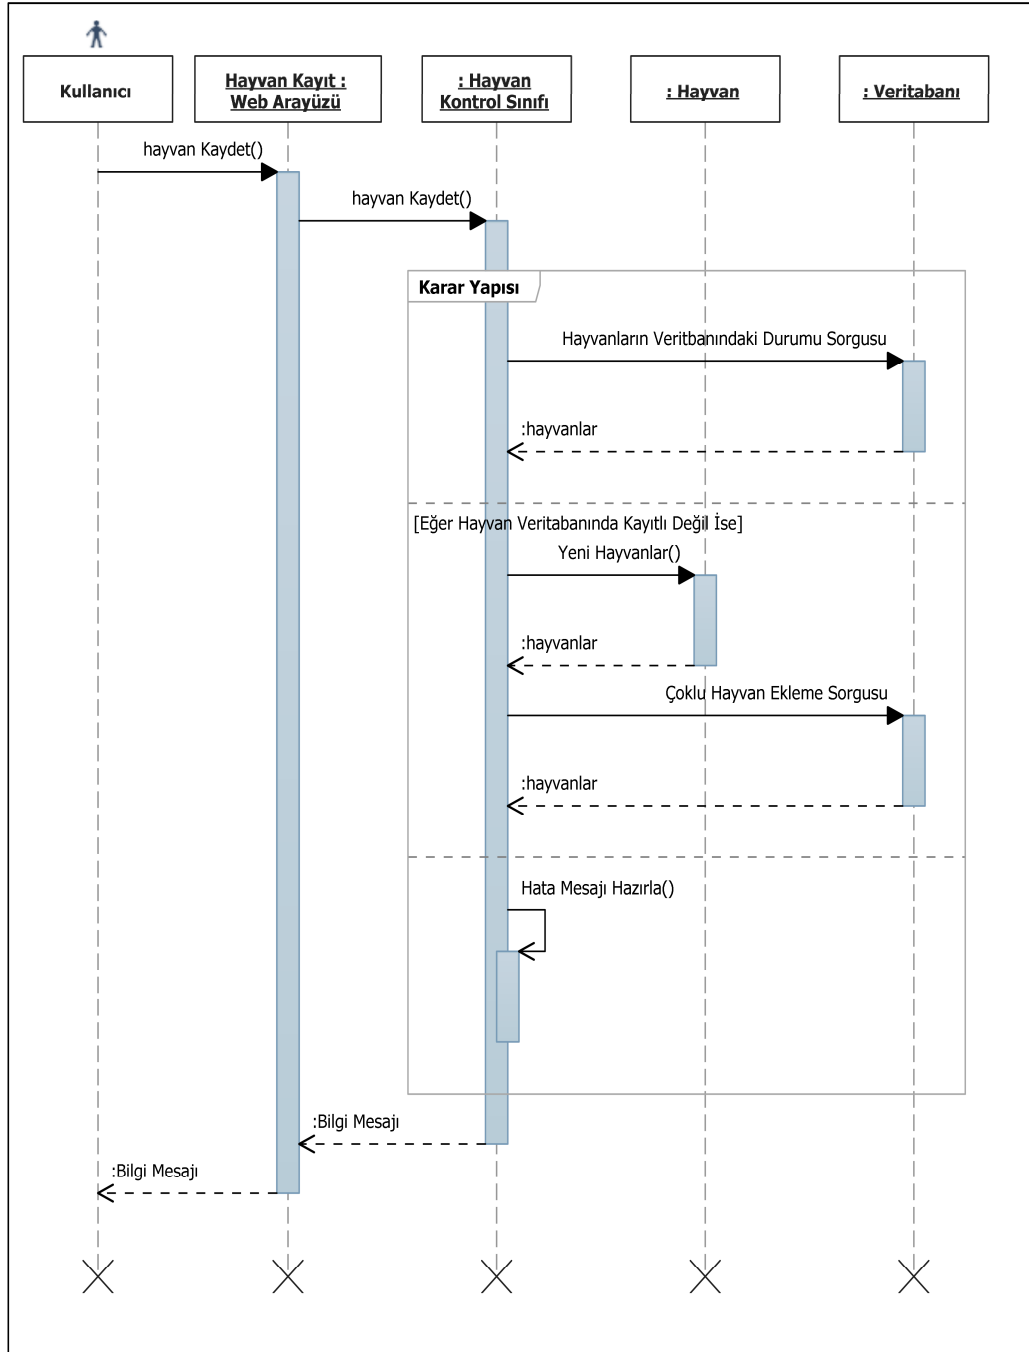 Kullanıcı
Hayvan Kayıt :
Web Arayüzü
: Hayvan
Kontrol Sınıfı
: Hayvan
: Veritabanı
hayvan Kaydet()
hayvan Kaydet()
Karar Yapısı
Hayvanların Veritbanındaki Durumu Sorgusu
:hayvanlar
[Eğer Hayvan Veritabanında Kayıtlı Değil İse]
Yeni Hayvanlar()
:hayvanlar
Çoklu Hayvan Ekleme Sorgusu
:hayvanlar
Hata Mesajı Hazırla()
:Bilgi Mesajı
:Bilgi Mesajı